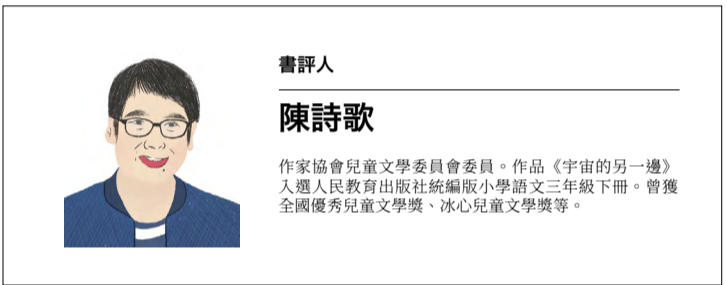 書評人
陳詩歌
作家協會兒童文學委員會委員。作品《宇宙的另一邊》
入選人民教育出版社統編版小學語文三年級下冊。曾獲
全國優秀兒童文學獎、冰心兒童文學獎等。